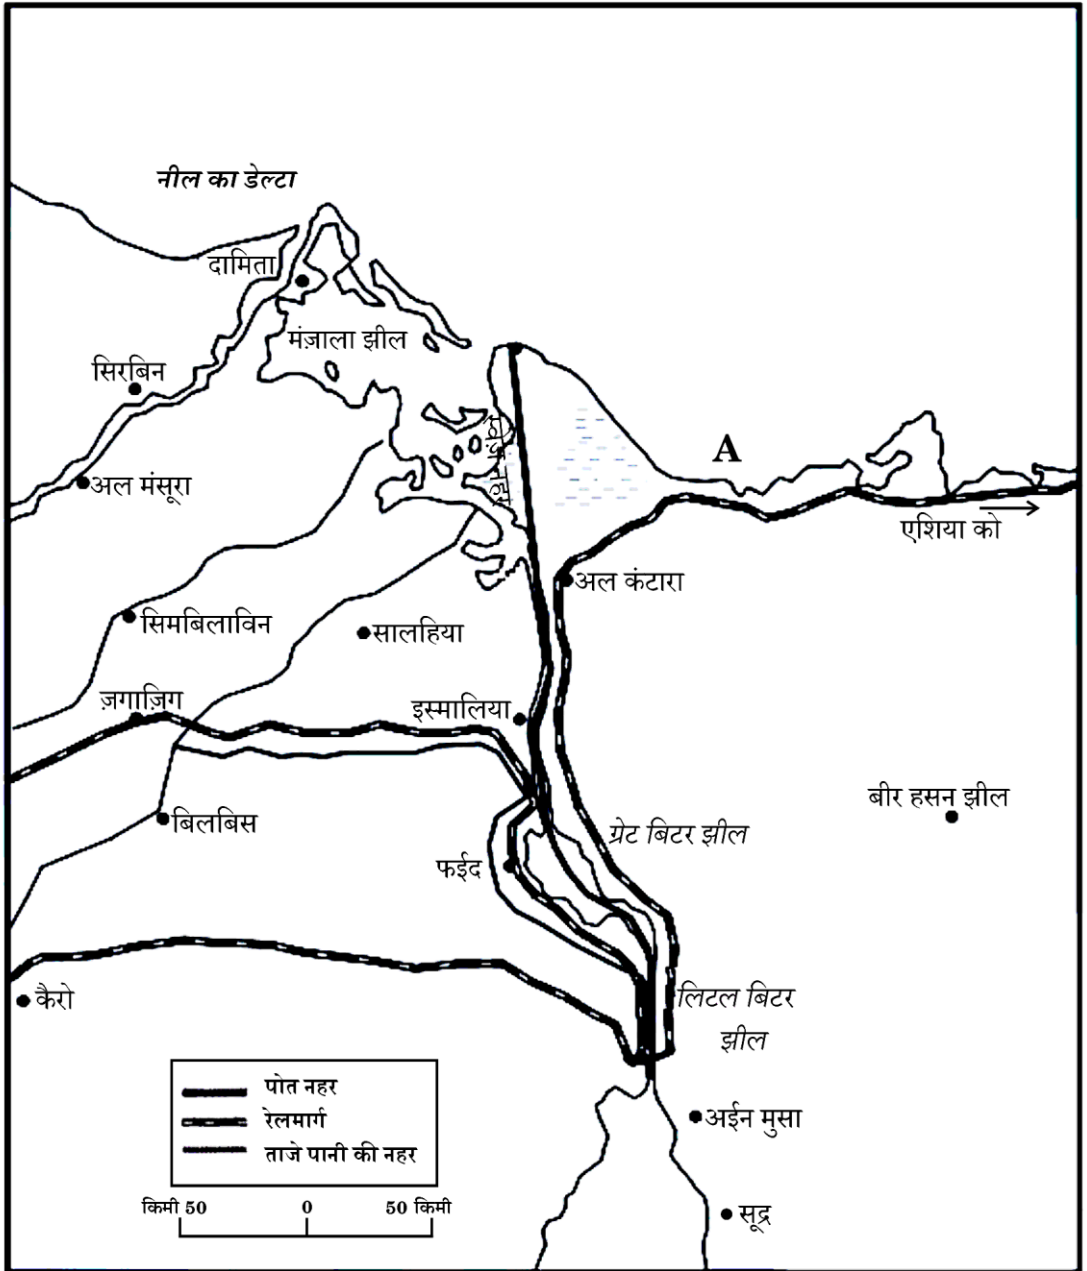 नील का डेल्टा
दामिता
मंज़ाला झील
सिरबिन
A
अल मंसूरा
एशिया को
अल कंटारा
सिमबिलाविन
सालहिया
ज़गाज़िग
इस्मालिया
बीर हसन झील
बिलबिस
ग्रेट बिटर झील
फईद
लिटल बिटर
झील
कैरो
पोत नहर
रेलमार्ग
ताजे पानी की नहर
अईन मुसा
किमी 50 0 50 किमी
सूद्र